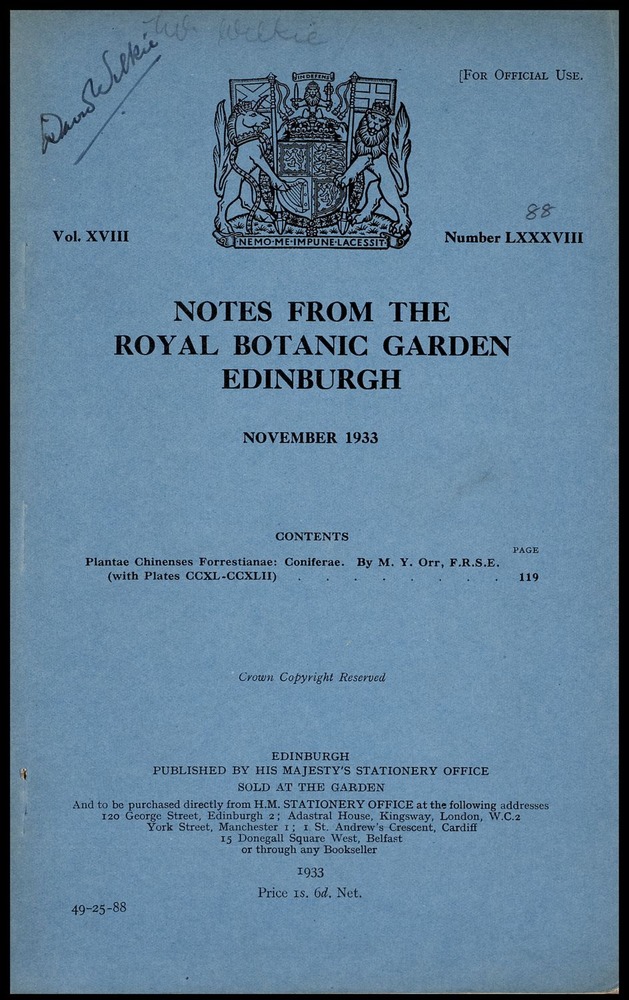 Mr. Wilkie
David Wilkie
[FOR OFFICIAL USE.
IN DEFENS
NEMO·ME·IMPUNE·LACESSIT
88
Vol. XVIII
Number LXXXVIII
NOTES FROM THE
ROYAL BOTANIC GARDEN
EDINBURGH
NOVEMBER 1933
CONTENTS
PAGE
Plantae Chinenses Forrestianae: Coniferae. By M. Y. Orr, F.R.S.E.
(with Plates CCXL-CCXLII) . . . . . . . . 119
Crown Copyright Reserved
EDINBURGH
PUBLISHED BY HIS MAJESTY'S STATIONERY OFFICE
SOLD AT THE GARDEN
And to be purchased directly from H.M. STATIONERY OFFICE at the following addresses
120 George Street, Edinburgh 2; Adastral House, Kingsway, London, W.C.2
York Street, Manchester 1; 1 St. Andrew's Crescent, Cardiff
15 Donegall Square West, Belfast
or through any Bookseller
1933
Price 1s. 6d. Net.
49-25-88